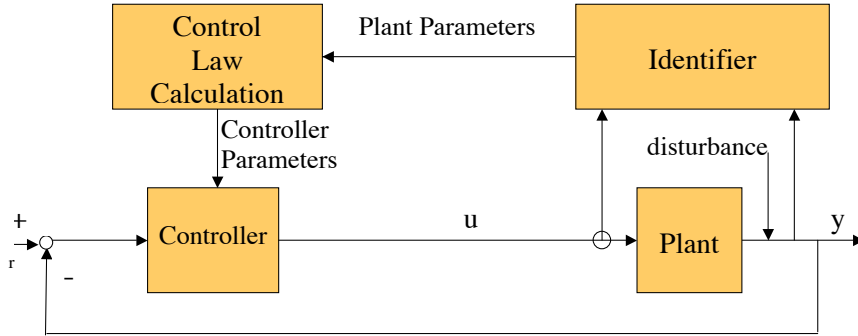 Control
Law
Calculation
Plant Parameters
Identifier
Controller
Parameters
disturbance
+
r
-
Controller
u
Plant
y